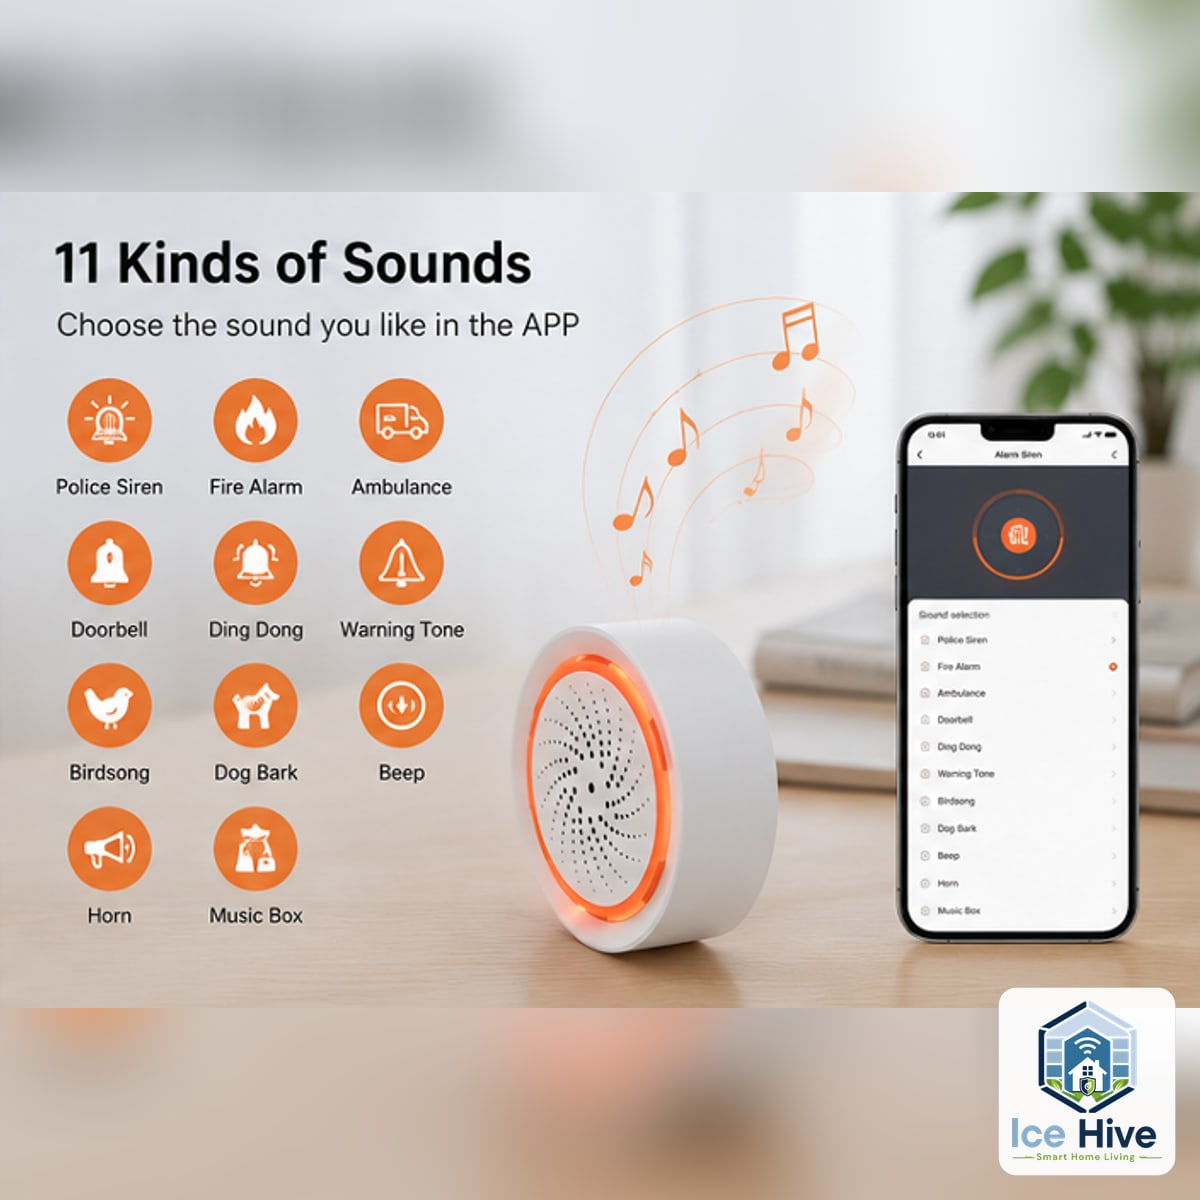 11 Kinds of Sounds
Choose the sound you like in the APP
Police Siren
Fire Alarm
Ambulance
Doorbell
Ding Dong
Warning Tone
Birdsong
Dog Bark
Beep
Horn
Music Box
Alarm Siren
Sound selection
Police Siren
Fire Alarm
Ambulance
Doorbell
Ding Dong
Warning Tone
Birdsong
Dog Bark
Beep
Horn
Music Box
Ice Hive
Smart Home Living